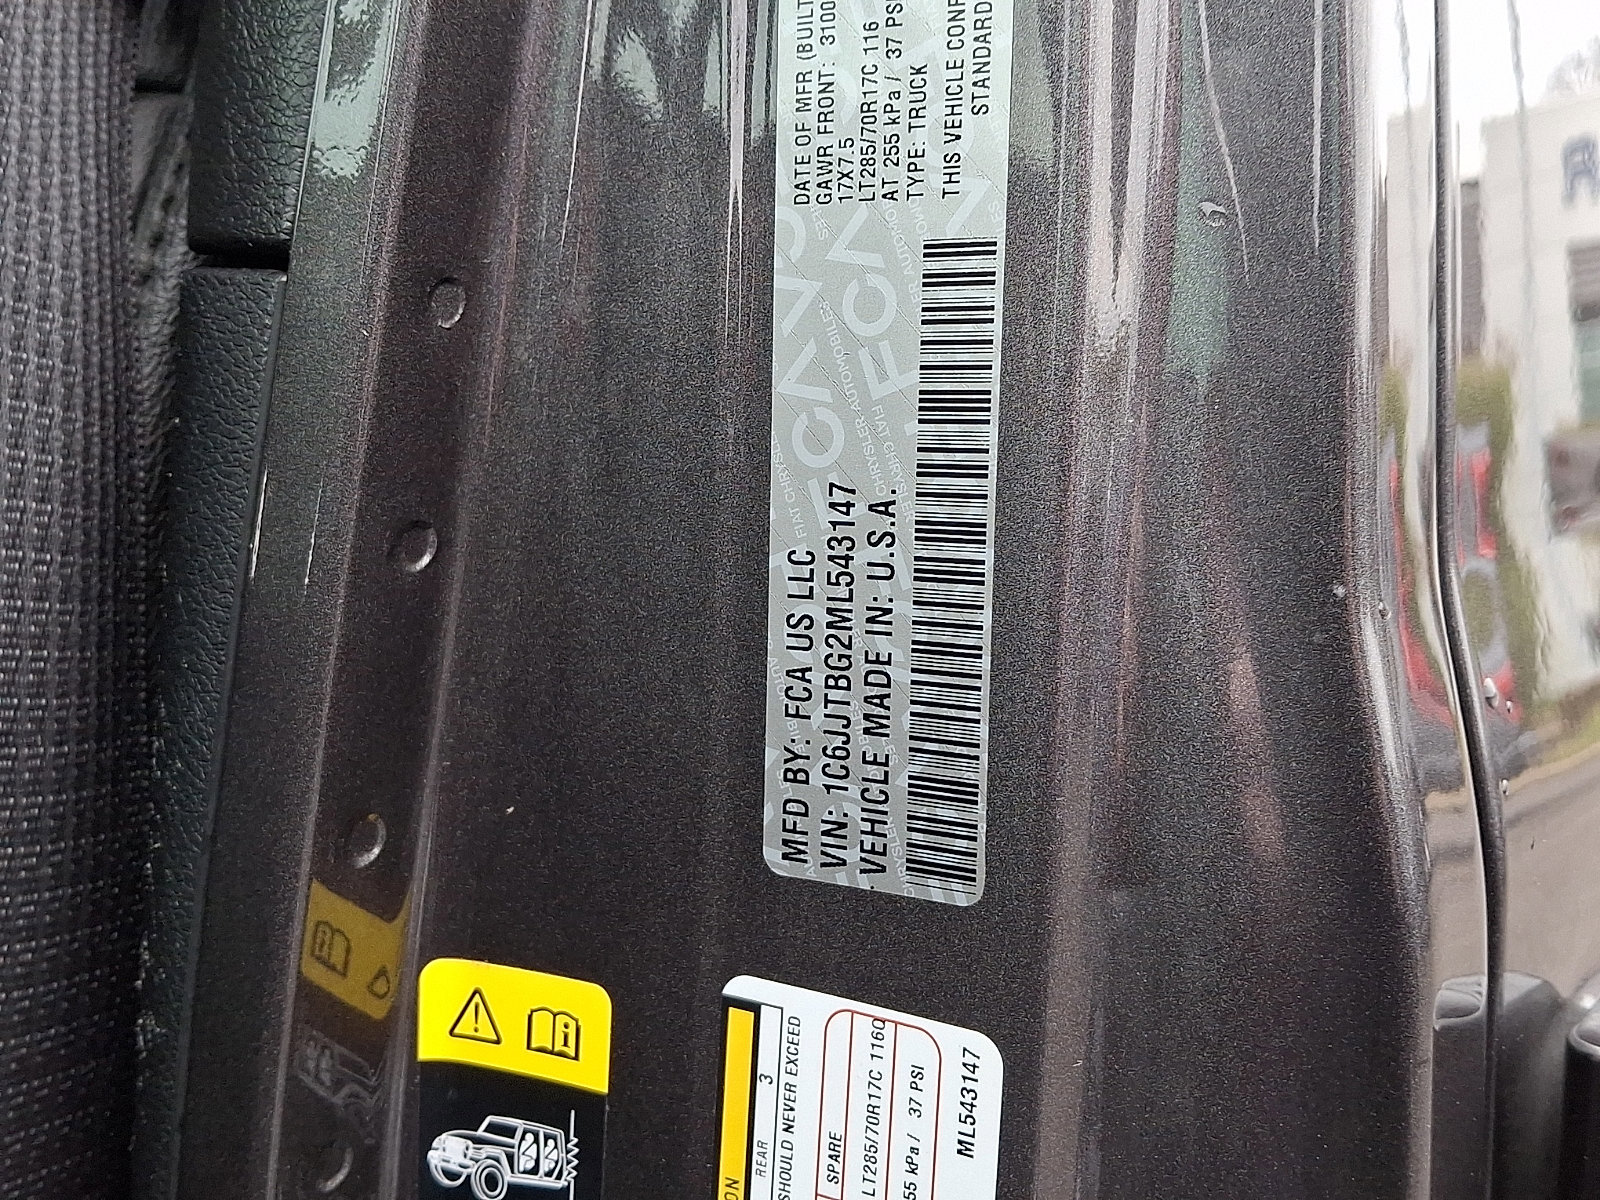 MFD BY: FCA US LLC
VIN: 1C6JJTBG2ML543147
VEHICLE MADE IN: U.S.A.
DATE OF MFR (BUILT
GAWR FRONT: 3100
17X7.5
LT285/70R17C 116
AT 255 kPa / 37 PSI
TYPE: TRUCK
THIS VEHICLE CONF
STANDARD
ON
REAR 3
SHOULD NEVER EXCEED
SPARE
LT285/70R17C 116Q
55 kPa / 37 PSI
ML543147